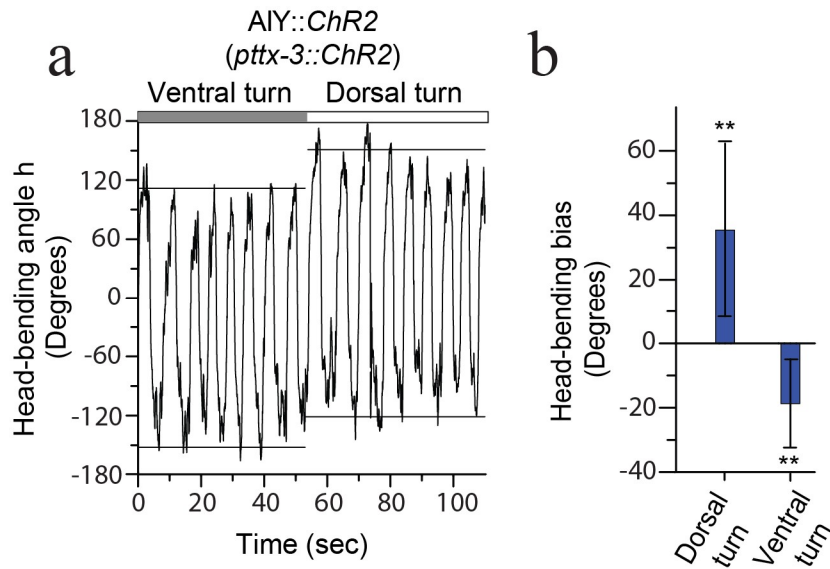 AIY::ChR2
(pttx-3::ChR2)
a
b
Ventral turn
Dorsal turn
Head-bending angle h
(Degrees)
180
120
60
0
-60
-120
-180
0
20
40
60
80
100
Time (sec)
Head-bending bias
(Degrees)
60
40
20
0
-20
-40
**
**
Dorsal
turn
Ventral
turn